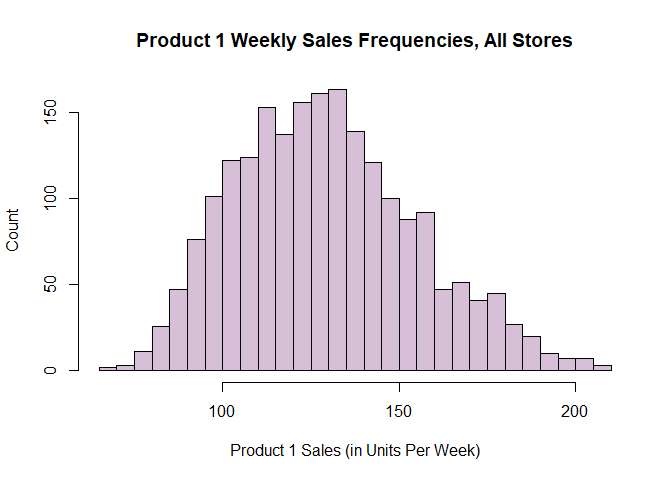 Product 1 Weekly Sales Frequencies, All Stores
150
100
50
0
Count
100 150 200
Product 1 Sales (in Units Per Week)